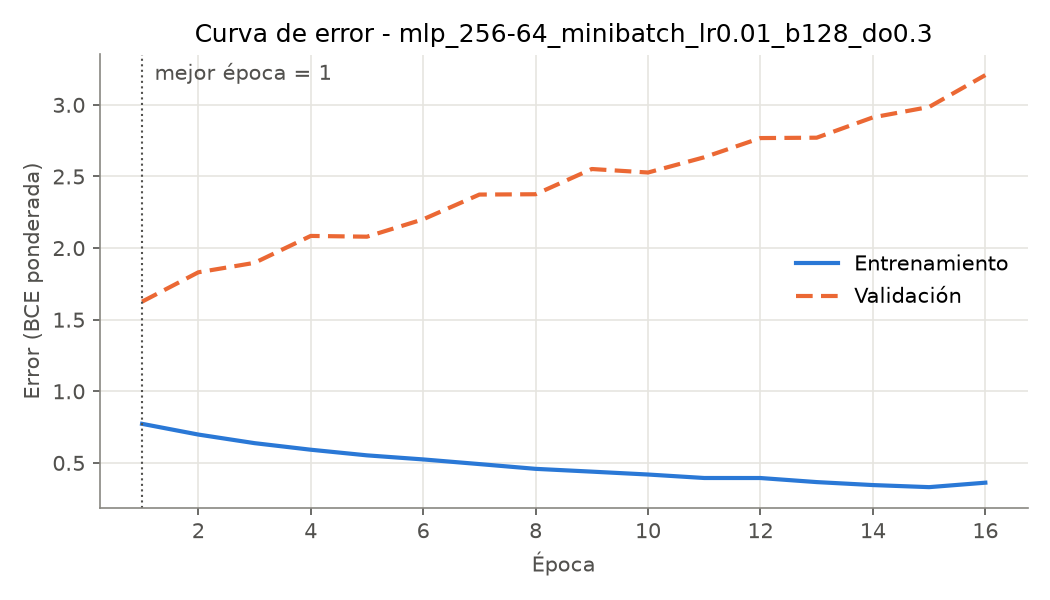 Curva de error - mlp_256-64_minibatch_lr0.01_b128_do0.3
mejor época = 1
Error (BCE ponderada)
3.0
2.5
2.0
1.5
1.0
0.5
Entrenamiento
Validación
2 4 6 8 10 12 14 16
Época